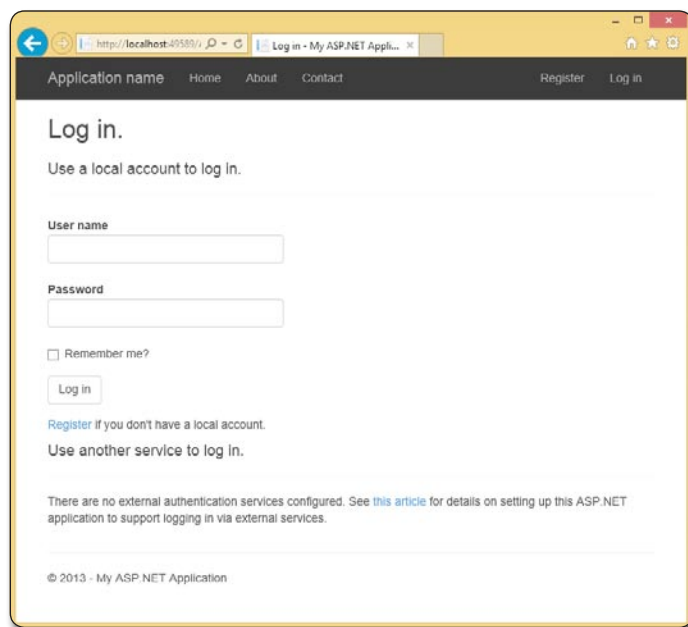 http://localhost:49589/
Log in - My ASP.NET Appli...
Application name Home About Contact Register Log in
Log in.
Use a local account to log in.
User name
Password
Remember me?
Log in
Register if you don't have a local account.
Use another service to log in.
There are no external authentication services configured. See this article for details on setting up this ASP.NET
application to support logging in via external services.
© 2013 - My ASP.NET Application